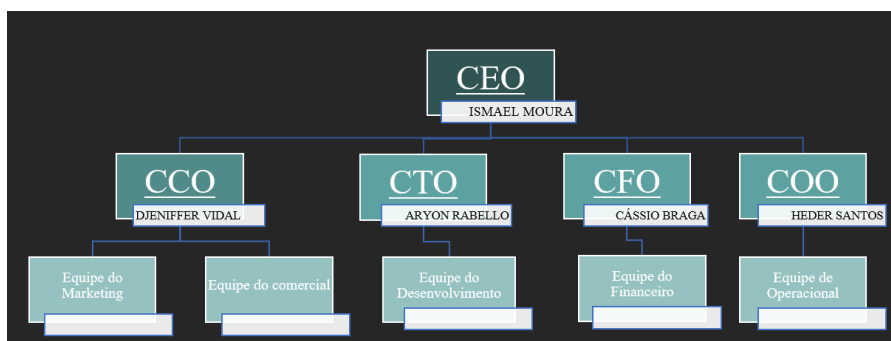 CEO
ISMAEL MOURA
CCO
DJENIFFER VIDAL
CTO
ARYON RABELLO
CFO
CÁSSIO BRAGA
COO
HEDER SANTOS
Equipe do
Marketing
Equipe do comercial
Equipe do
Desenvolvimento
Equipe do
Financeiro
Equipe de
Operacional